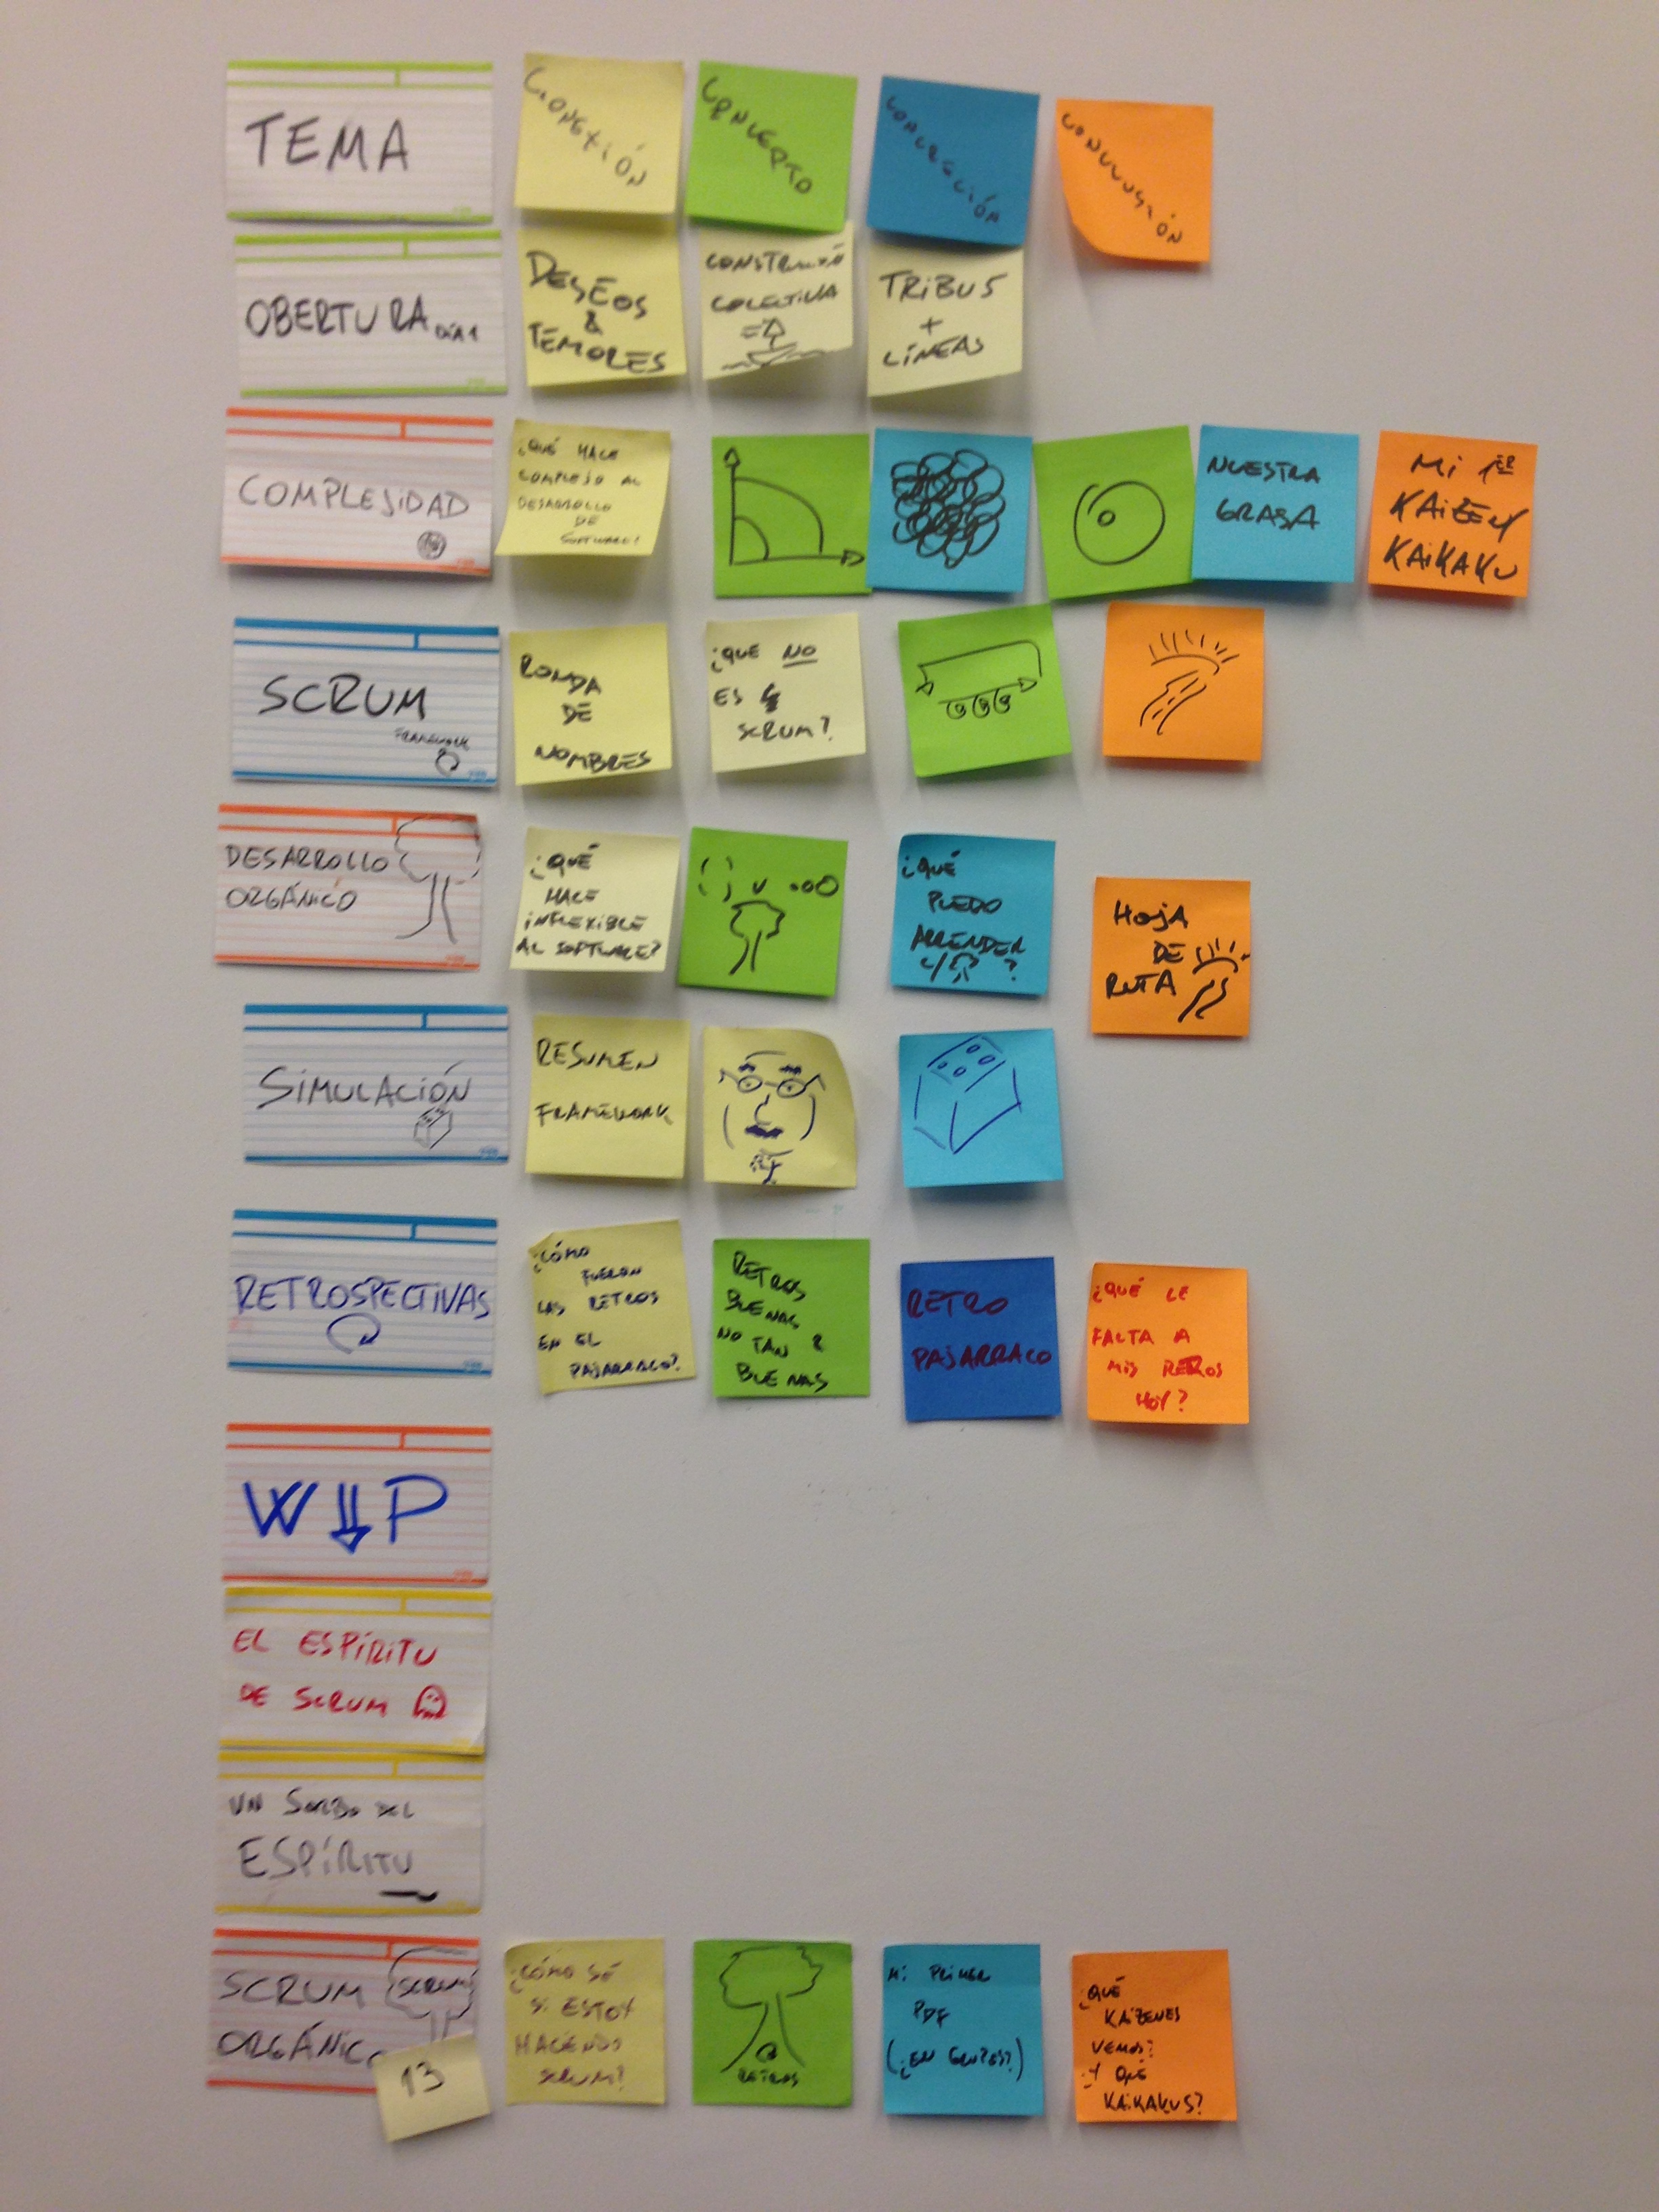 TEMA
CONEXIÓN
CONCEPTO
CONCRECIÓN
CONCLUSIÓN
OBERTURA DÍA 1
DESEOS
&
TEMORES
CONSTRUCCIÓN
COLECTIVA
TRIBUS
+
LÍNEAS
COMPLEJIDAD
¿QUÉ HACE
COMPLEJO AL
DESARROLLO
DE
SOFTWARE?
NUESTRA
GRASA
Mi 1ER
KAiZEN
KAiKAKU
SCRUM
FRAMEWORK
RONDA
DE
NOMBRES
¿QUE NO
ES
SCRUM?
DESARROLLO
ORGÁNICO
¿QUÉ
HACE
iNFLEXIBLE
AL SOFTWARE?
¿QUÉ
PUEDO
APRENDER
c/ ?
HOJA
DE
RUTA
SiMULACIÓN
RESUMEN
FRAMEWORK
RETROSPECTIVAS
¿CÓMO
FUERON
LAS RETROS
EN EL
PAJARRACO?
RETROS
BUENAS
NO TAN &
BUENAS
RETRO
PAJARRACO
¿QUÉ LE
FALTA A
MIS RETROS
HOY?
W P
EL ESPÍRITU
DE SCRUM
UN SORBO DEL
ESPÍRITU
SCRUM
ORGÁNICO
SCRUM
13
¿CÓMO SÉ
Si ESTOY
HACIENDO
SCRUM?
RETROS
Mi PRIMER
PDF
(¿EN GRUPOS?)
¿QUÉ
KAiZENES
VEMOS?
¿Y QUÉ
KAiKAKUS?